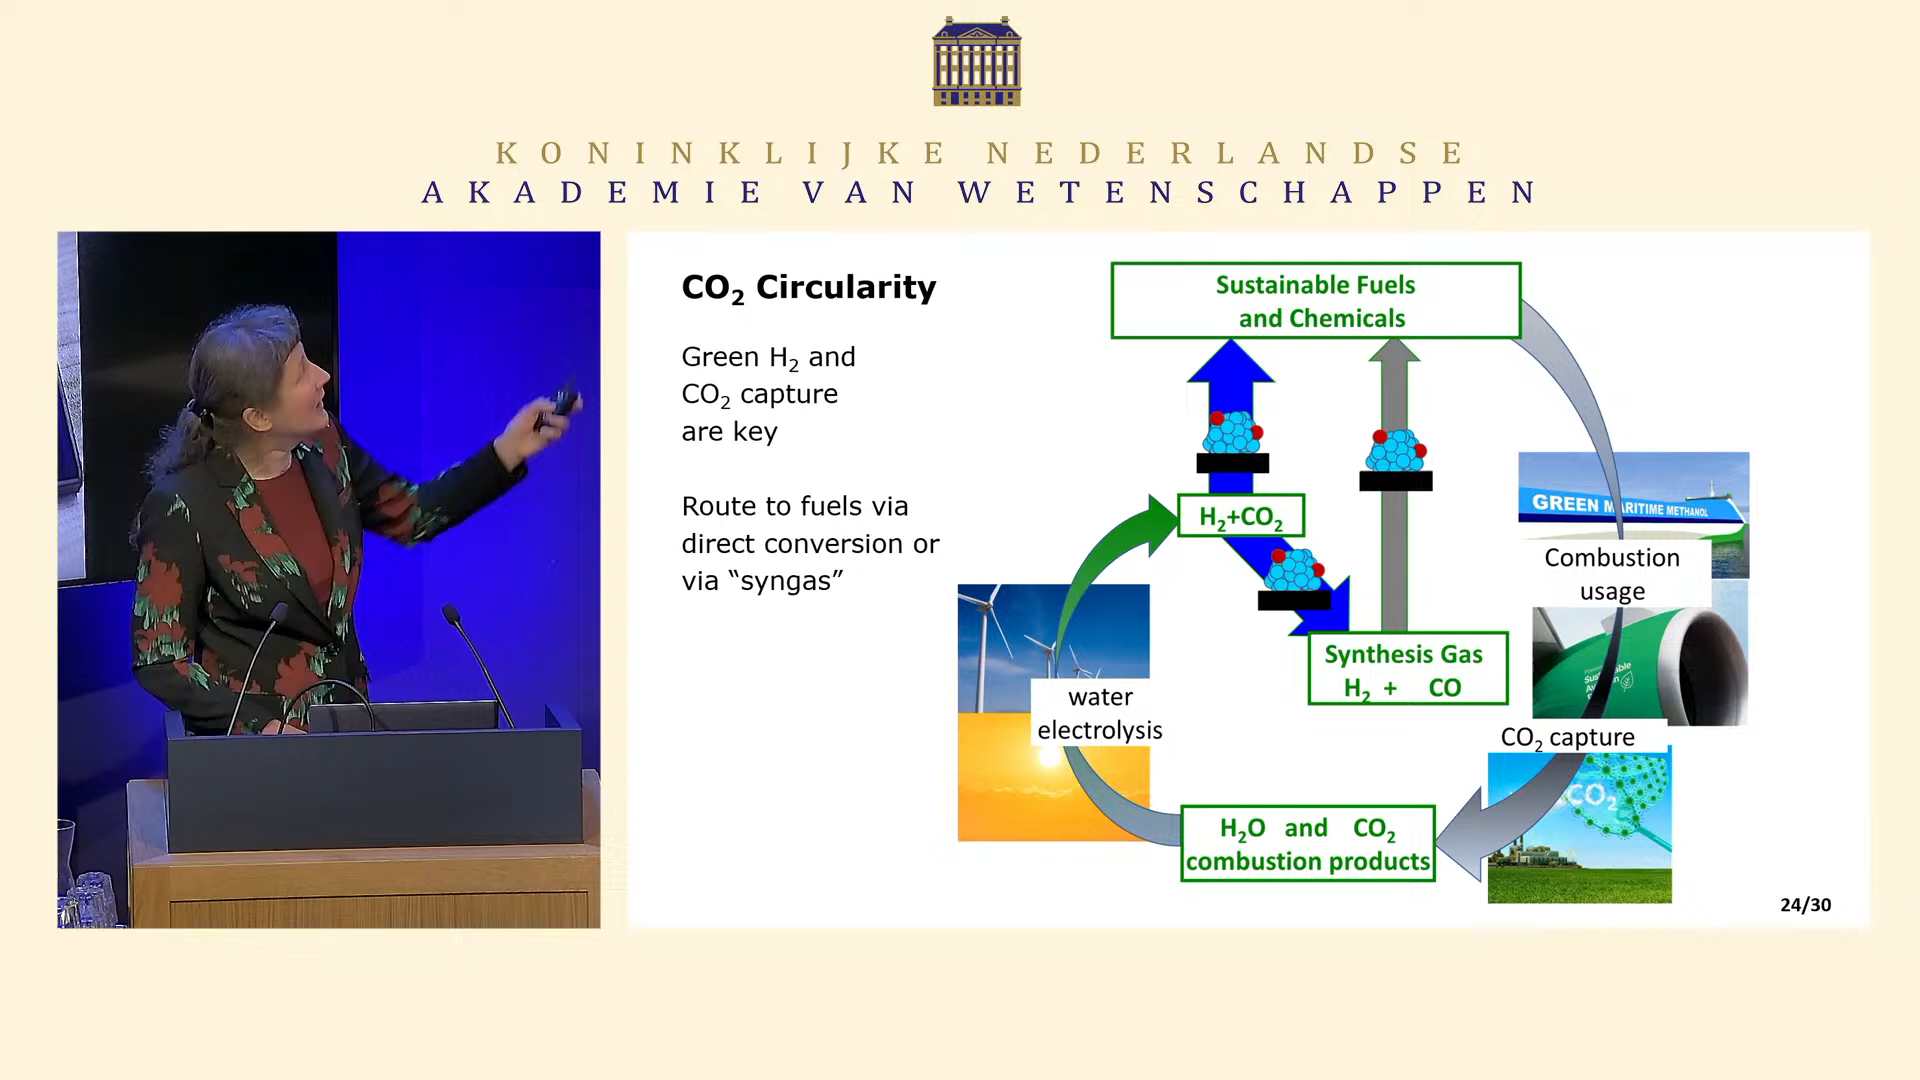 KONINKLIJKE NEDERLANDSE
AKADEMIE VAN WETENSCHAPPEN
CO₂ Circularity
Green H₂ and
CO₂ capture
are key
Route to fuels via
direct conversion or
via “syngas”
Sustainable Fuels
and Chemicals
H₂+CO₂
GREEN MARITIME METHANOL
Combustion
usage
Synthesis Gas
H₂ + CO
water
electrolysis
CO₂ capture
CO₂
H₂O and CO₂
combustion products
24/30